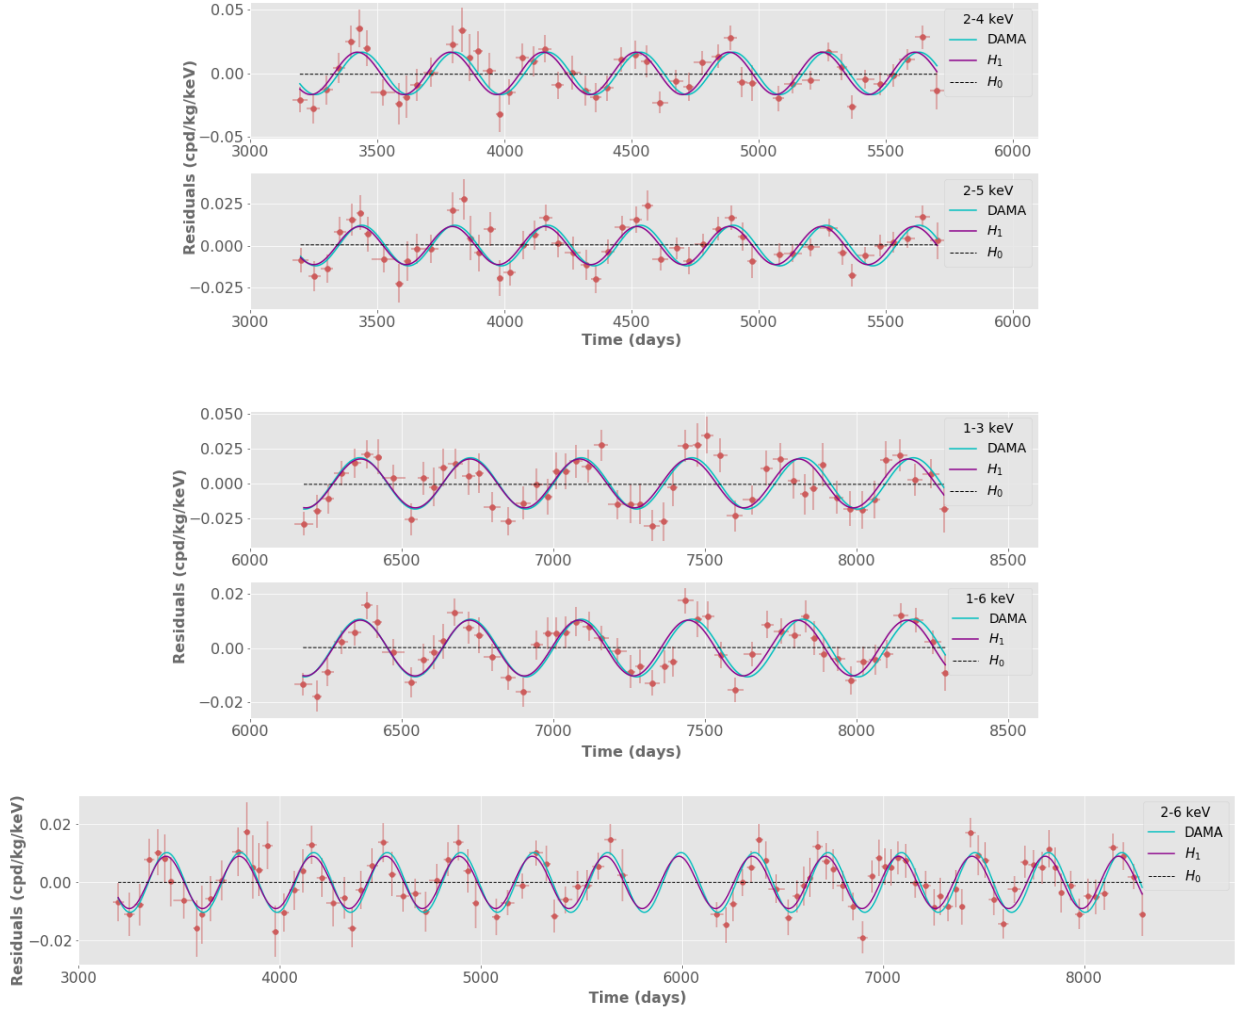 0.05
0.00
−0.05
2-4 keV
DAMA
H1
H0
3000 3500 4000 4500 5000 5500 6000
Residuals (cpd/kg/keV)
0.025
0.000
−0.025
2-5 keV
DAMA
H1
H0
3000 3500 4000 4500 5000 5500 6000
Time (days)
0.050
0.025
0.000
−0.025
1-3 keV
DAMA
H1
H0
6000 6500 7000 7500 8000 8500
Residuals (cpd/kg/keV)
0.02
0.00
−0.02
1-6 keV
DAMA
H1
H0
6000 6500 7000 7500 8000 8500
Time (days)
Residuals (cpd/kg/keV)
0.02
0.00
−0.02
2-6 keV
DAMA
H1
H0
3000 4000 5000 6000 7000 8000
Time (days)